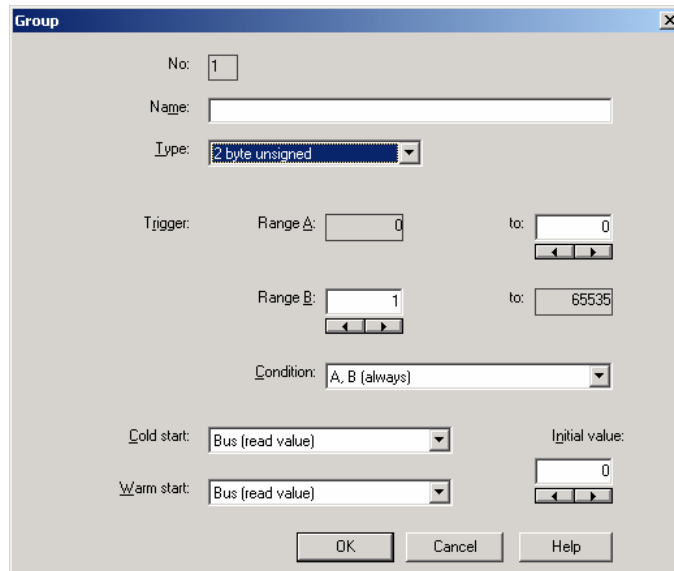 Group
No: 1
Name:
Type: 2 byte unsigned
Trigger: Range A: 0 to: 0
Range B: 1 to: 65535
Condition: A, B (always)
Cold start: Bus (read value) Initial value:
0
Warm start: Bus (read value)
OK Cancel Help